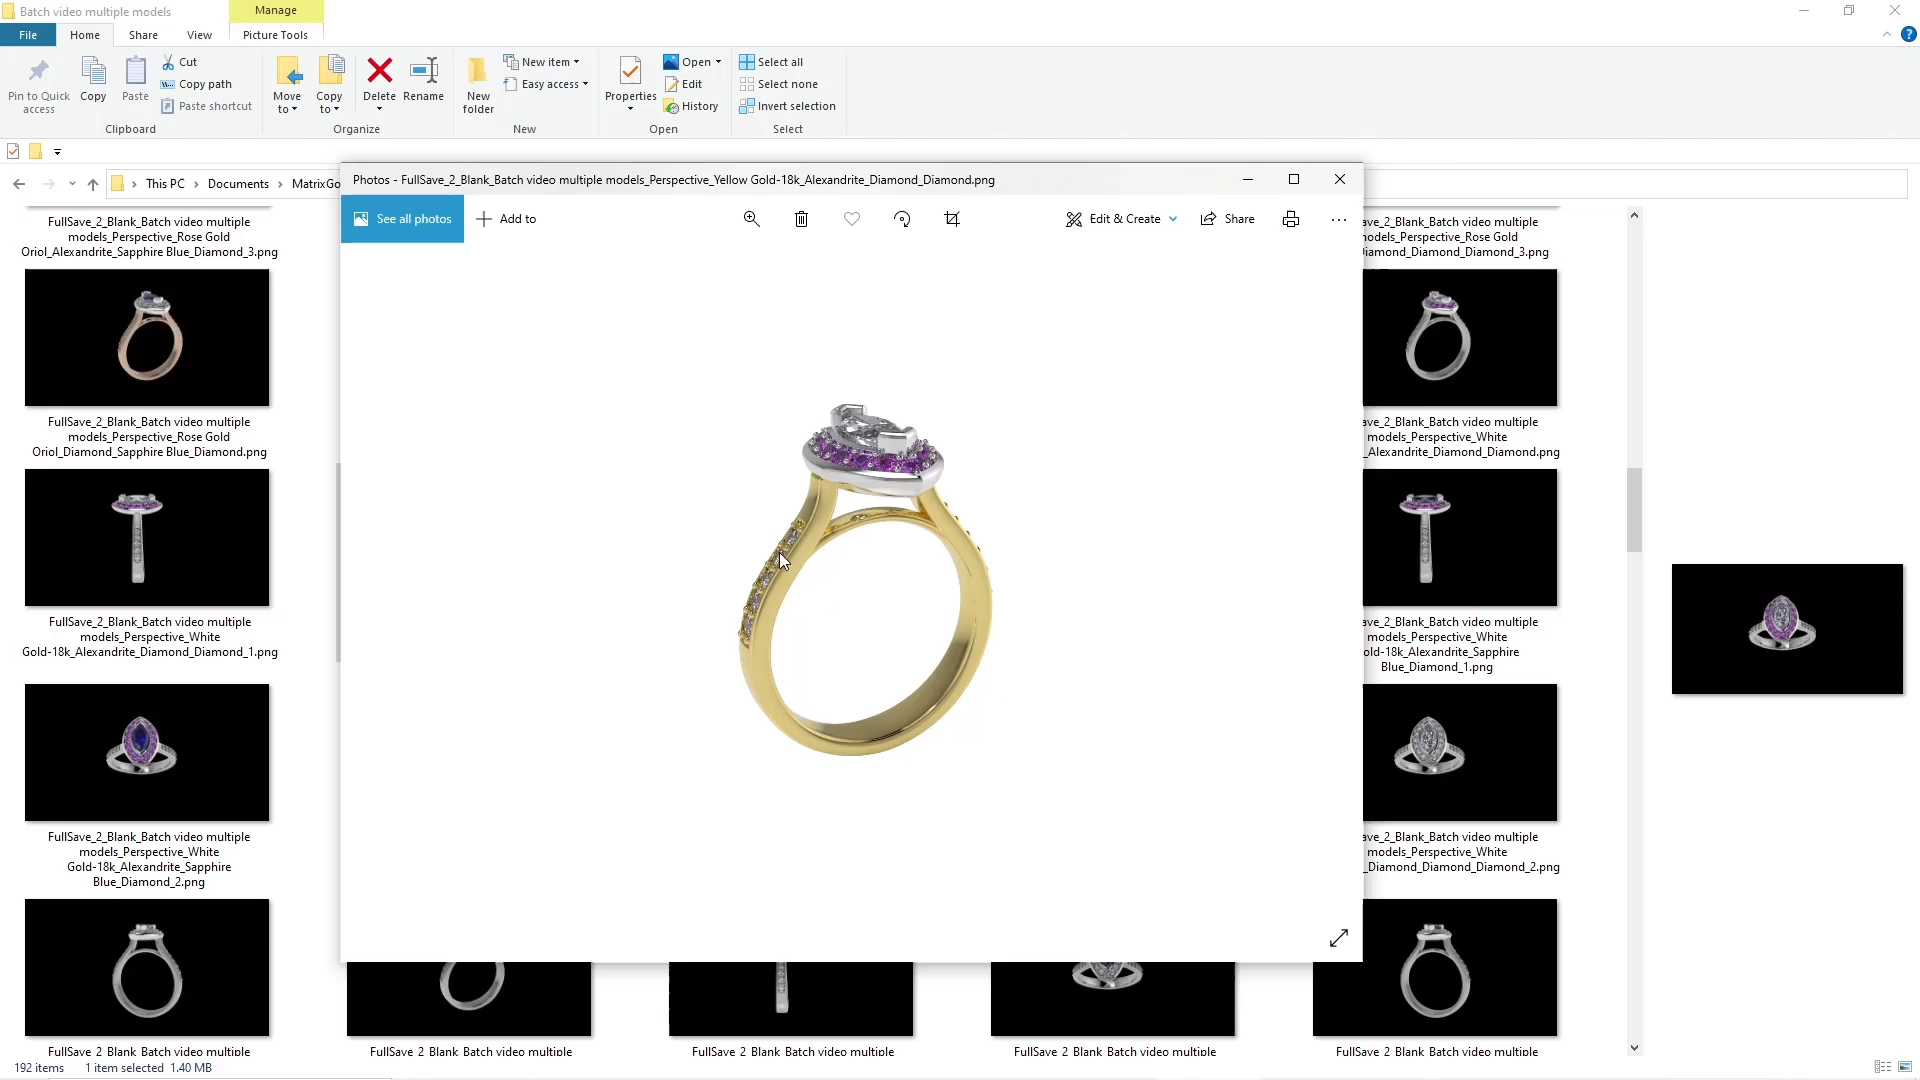 Batch video multiple models
Manage
File
Home
Share
View
Picture Tools
Pin to Quick
access
Copy
Paste
Cut
Copy path
Paste shortcut
Clipboard
Move
to
Copy
to
Delete
Rename
Organize
New
folder
New item
Easy access
New
Properties
Open
Edit
History
Open
Select all
Select none
Invert selection
Select
This PC
Documents
MatrixGo
Photos - FullSave_2_Blank_Batch video multiple models_Perspective_Yellow Gold-18k_Alexandrite_Diamond_Diamond.png
See all photos
Add to
Edit & Create
Share
FullSave_2_Blank_Batch video multiple
models_Perspective_Rose Gold
Oriol_Alexandrite_Sapphire Blue_Diamond_3.png
ave_2_Blank_Batch video multiple
nodels_Perspective_Rose Gold
iamond_Diamond_Diamond_3.png
FullSave_2_Blank_Batch video multiple
models_Perspective_Rose Gold
Oriol_Diamond_Sapphire Blue_Diamond.png
ave_2_Blank_Batch video multiple
models_Perspective_White
_Alexandrite_Diamond_Diamond.png
FullSave_2_Blank_Batch video multiple
models_Perspective_White
Gold-18k_Alexandrite_Diamond_Diamond_1.png
ave_2_Blank_Batch video multiple
models_Perspective_White
old-18k_Alexandrite_Sapphire
Blue_Diamond_1.png
FullSave_2_Blank_Batch video multiple
models_Perspective_White
Gold-18k_Alexandrite_Sapphire
Blue_Diamond_2.png
ave_2_Blank_Batch video multiple
models_Perspective_White
_Diamond_Diamond_Diamond_2.png
FullSave 2 Blank Batch video multiple
FullSave 2 Blank Batch video multiple
FullSave 2 Blank Batch video multiple
FullSave 2 Blank Batch video multiple
FullSave 2 Blank Batch video multiple
192 items
1 item selected 1.40 MB